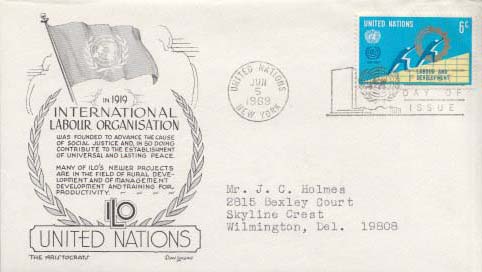 IN 1919
INTERNATIONAL
LABOUR ORGANISATION
WAS FOUNDED TO ADVANCE THE CAUSE
OF SOCIAL JUSTICE AND, IN SO DOING
CONTRIBUTE TO THE ESTABLISHMENT
OF UNIVERSAL AND LASTING PEACE.
MANY OF ILO'S NEWER PROJECTS
ARE IN THE FIELD OF RURAL DEVE-
LOPMENT AND OF MANAGEMENT
DEVELOPMENT AND TRAINING FOR
PRODUCTIVITY.
ILO
UNITED NATIONS
THE ARISTOCRATS
UNITED NATIONS
JUN
5
1969
NEW YORK
UNITED NATIONS 6c
LABOUR AND
DEVELOPMENT
DAY OF
ISSUE
Mr. J. C. Holmes
2815 Bexley Court
Skyline Crest
Wilmington, Del. 19808